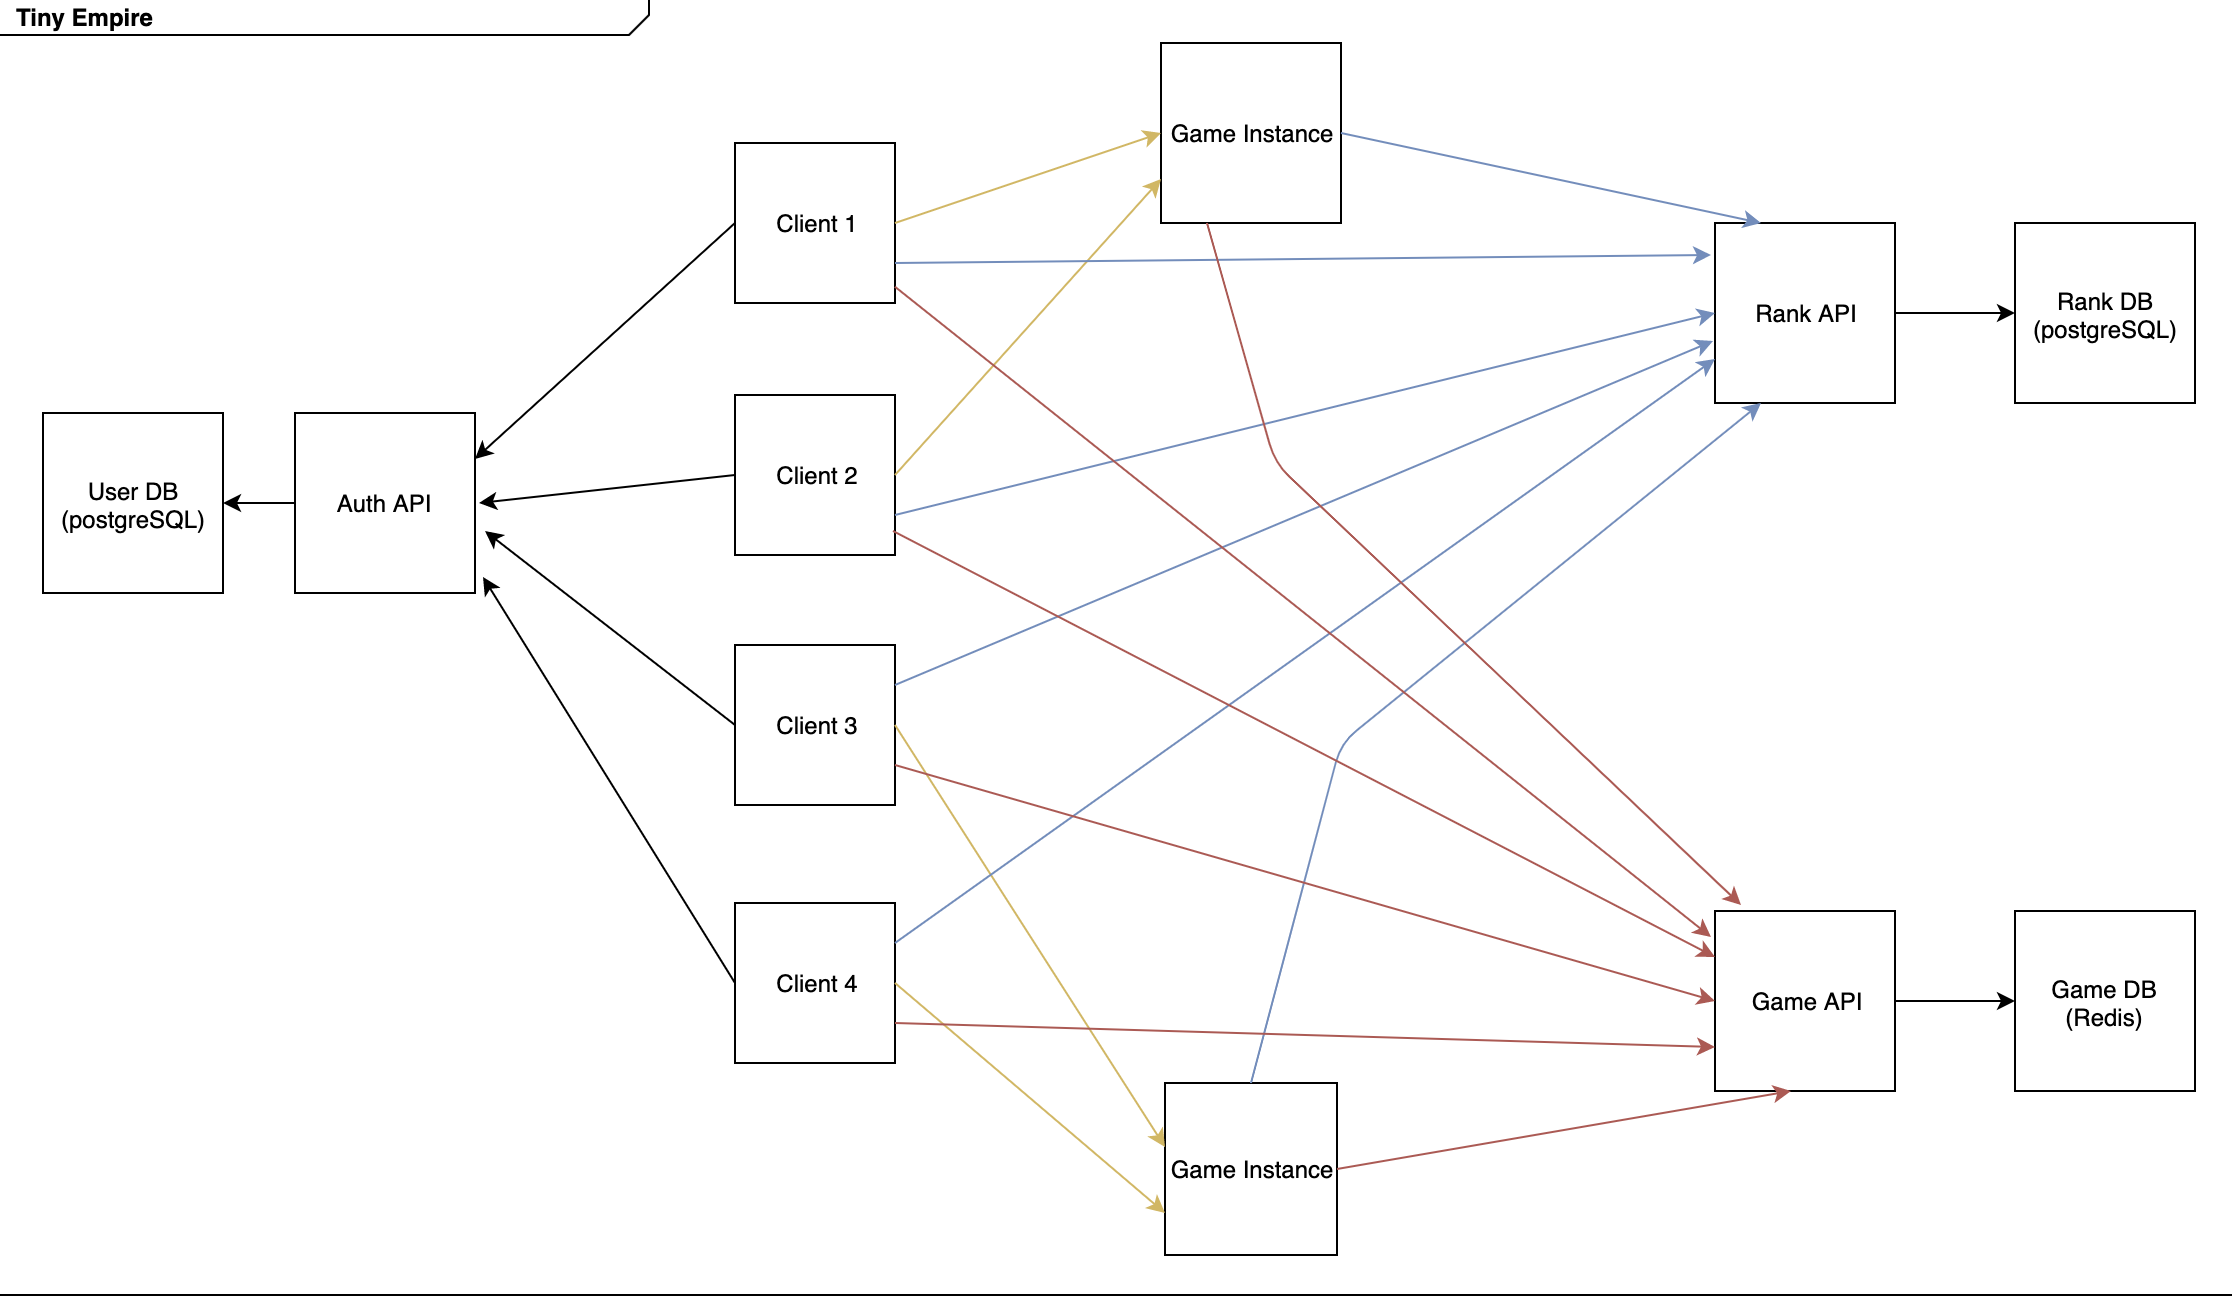 Tiny Empire
Game Instance
Client 1
Rank API
Rank DB
(postgreSQL)
Client 2
User DB
(postgreSQL)
Auth API
Client 3
Client 4
Game API
Game DB
(Redis)
Game Instance